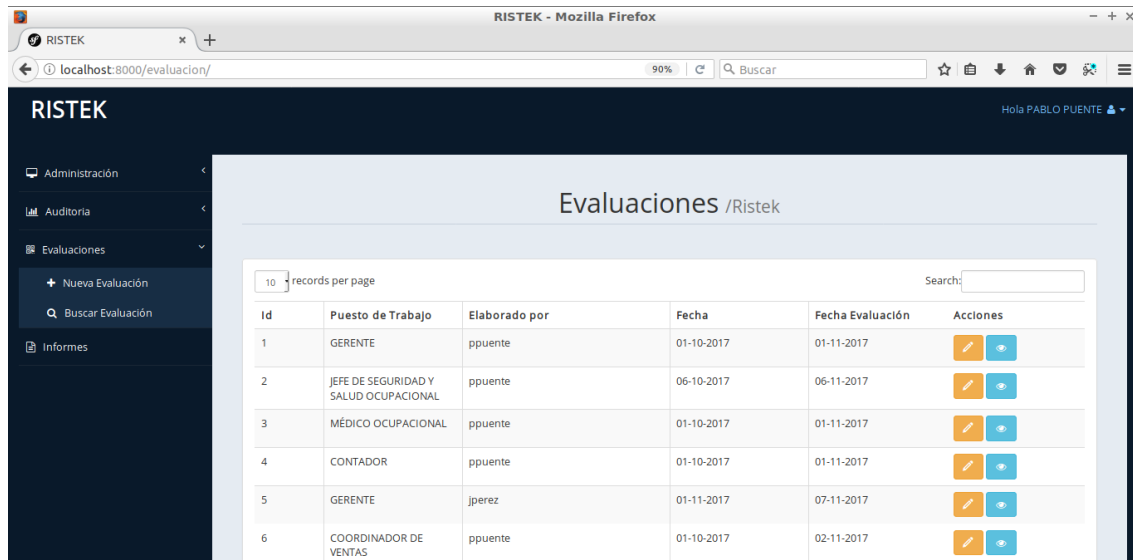 RISTEK - Mozilla Firefox
RISTEK
localhost:8000/evaluacion/
90%
Buscar
RISTEK
Hola PABLO PUENTE
Administración
Auditoria
Evaluaciones
Nueva Evaluación
Buscar Evaluación
Informes
Evaluaciones /Ristek
10 records per page
Search:
Id Puesto de Trabajo Elaborado por Fecha Fecha Evaluación Acciones
1 GERENTE ppuente 01-10-2017 01-11-2017
2 JEFE DE SEGURIDAD Y ppuente 06-10-2017 06-11-2017
SALUD OCUPACIONAL
3 MÉDICO OCUPACIONAL ppuente 01-10-2017 01-11-2017
4 CONTADOR ppuente 01-10-2017 01-11-2017
5 GERENTE jperez 01-11-2017 07-11-2017
6 COORDINADOR DE ppuente 01-10-2017 02-11-2017
VENTAS